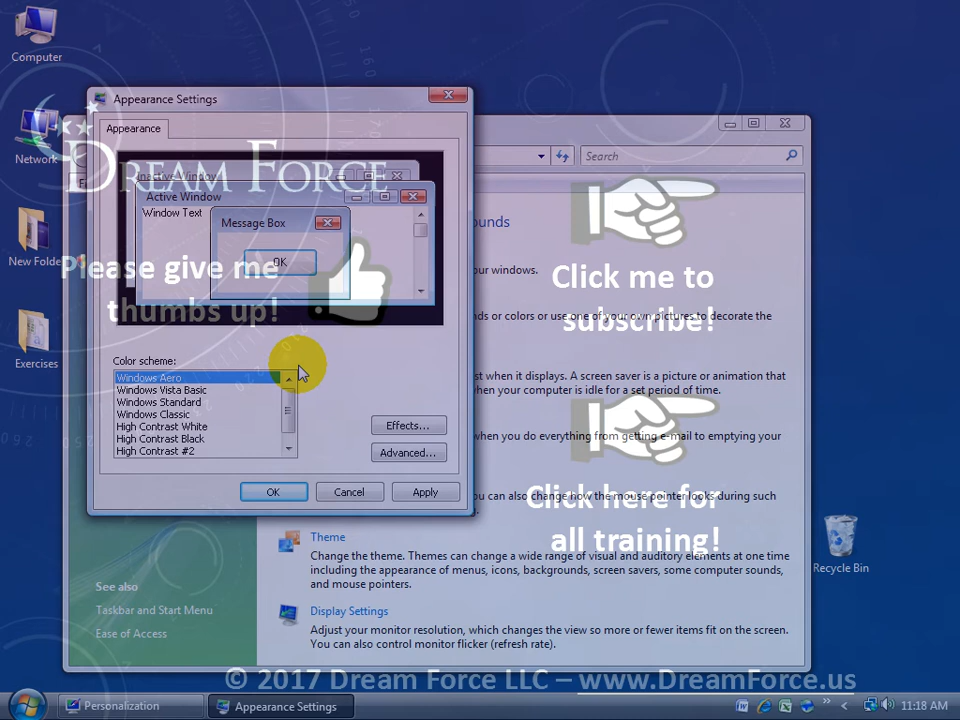 Computer
Network
New Folde
Exercises
Recycle Bin
Appearance Settings
Appearance
Inactive Window
Active Window
Window Text
Message Box
OK
Color scheme:
Windows Aero
Windows Vista Basic
Windows Standard
Windows Classic
High Contrast White
High Contrast Black
High Contrast #2
Effects...
Advanced...
OK
Cancel
Apply
Search
ounds
our windows.
nds or colors or use one of your own pictures to decorate the
st when it displays. A screen saver is a picture or animation that
when your computer is idle for a set period of time.
when you do everything from getting e-mail to emptying your
ou can also change how the mouse pointer looks during such
Theme
Change the theme. Themes can change a wide range of visual and auditory elements at one time
including the appearance of menus, icons, backgrounds, screen savers, some computer sounds,
and mouse pointers.
Display Settings
Adjust your monitor resolution, which changes the view so more or fewer items fit on the screen.
You can also control monitor flicker (refresh rate).
See also
Taskbar and Start Menu
Ease of Access
DREAM FORCE
Please give me
thumbs up!
Click me to
subscribe!
Click here for
all training!
© 2017 Dream Force LLC – www.DreamForce.us
Personalization
Appearance Settings
11:18 AM